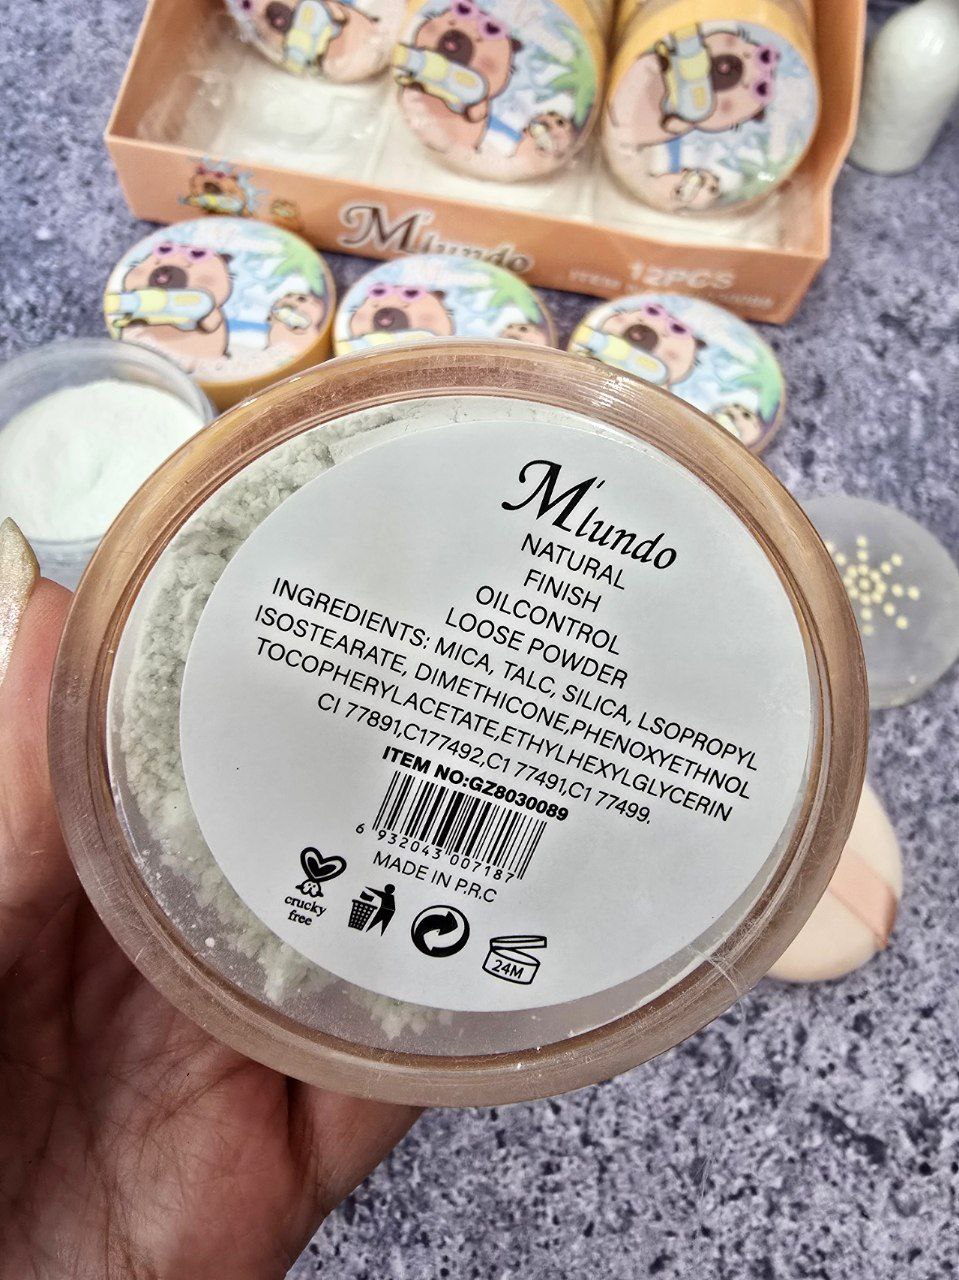 M'lundo
12PCS
M'lundo
NATURAL
FINISH
OILCONTROL
LOOSE POWDER
INGREDIENTS: MICA, TALC, SILICA, LSOPROPYL
ISOSTEARATE, DIMETHICONE,PHENOXYETHNOL
TOCOPHERYLACETATE,ETHYLHEXYLGLYCERIN
CI 77891,C177492,C1 77491,C1 77499.
ITEM NO:GZ8030089
6 932043 007187
MADE IN P.R.C
crucky
free
24M